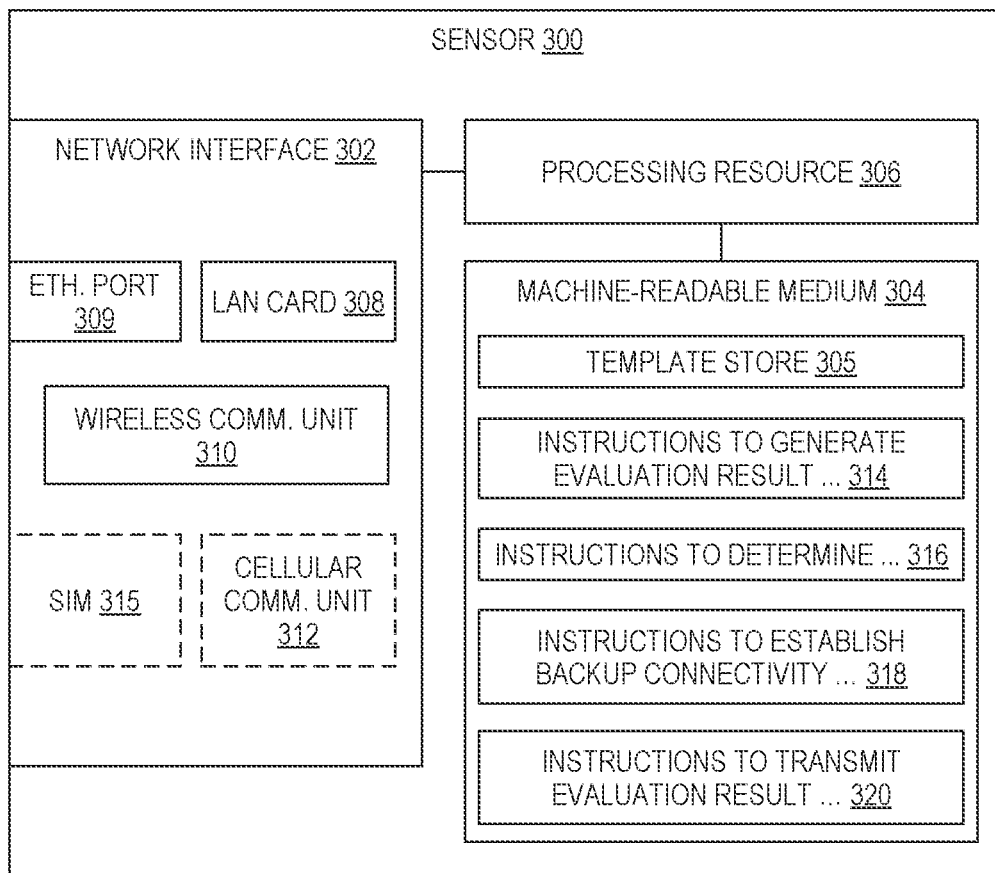 SENSOR 300
NETWORK INTERFACE 302
ETH. PORT
309
LAN CARD 308
WIRELESS COMM. UNIT
310
SIM 315
CELLULAR
COMM. UNIT
312
PROCESSING RESOURCE 306
MACHINE-READABLE MEDIUM 304
TEMPLATE STORE 305
INSTRUCTIONS TO GENERATE
EVALUATION RESULT ... 314
INSTRUCTIONS TO DETERMINE ... 316
INSTRUCTIONS TO ESTABLISH
BACKUP CONNECTIVITY ... 318
INSTRUCTIONS TO TRANSMIT
EVALUATION RESULT ... 320